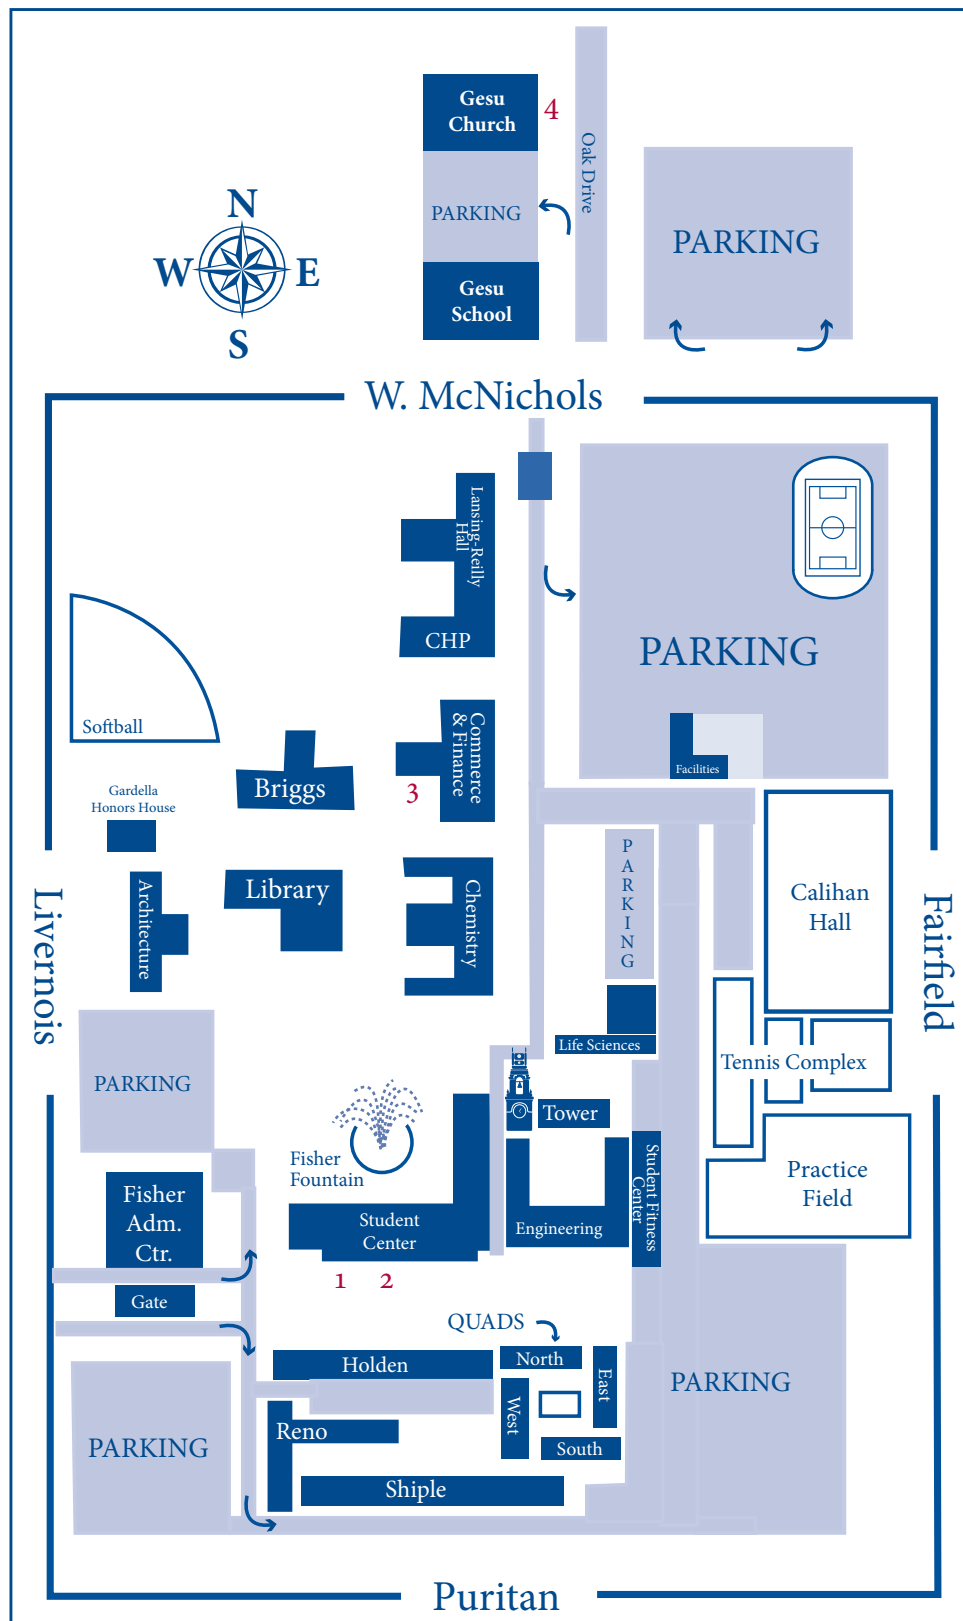 Gesu
Church
4
Oak Drive
PARKING
PARKING
Gesu
School
N
W
E
S
W. McNichols
Lansing-Reilly
Hall
CHP
PARKING
Facilities
Softball
Commerce
& Finance
3
Briggs
Gardella
Honors House
Architecture
Library
Chemistry
PARKING
Calihan
Hall
Livernois
Fairfield
Life Sciences
Tennis Complex
PARKING
Tower
Fisher
Fountain
Practice
Field
Fisher
Adm.
Ctr.
Student
Center
Engineering
Student Fitness
Center
1
2
Gate
QUADS
North
Holden
East
West
South
PARKING
Reno
PARKING
Shiple
Puritan